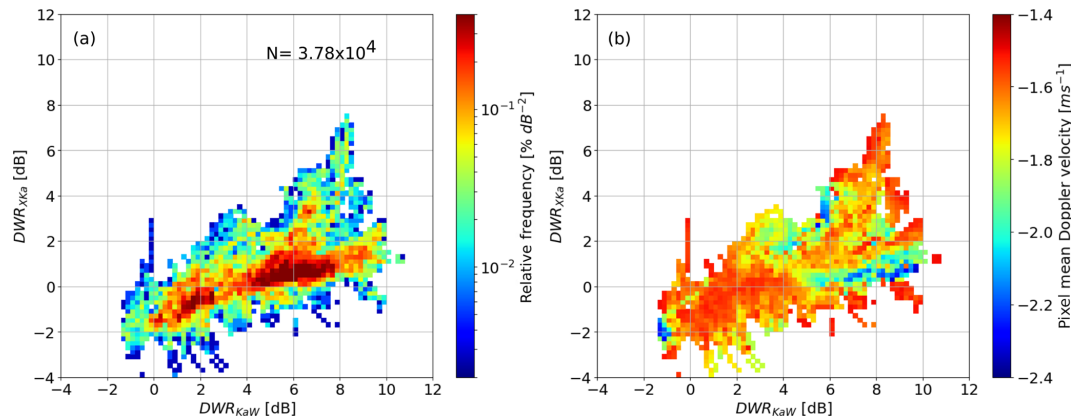 (a)
N= 3.78x10^4
12
10
8
6
4
2
0
−2
−4
DWR_XKa [dB]
−4 −2 0 2 4 6 8 10 12
DWR_KaW [dB]
10^−1
10^−2
Relative frequency [% dB^−2]
(b)
12
10
8
6
4
2
0
−2
−4
DWR_XKa [dB]
−4 −2 0 2 4 6 8 10 12
DWR_KaW [dB]
−1.4
−1.6
−1.8
−2.0
−2.2
−2.4
Pixel mean Doppler velocity [ms^−1]